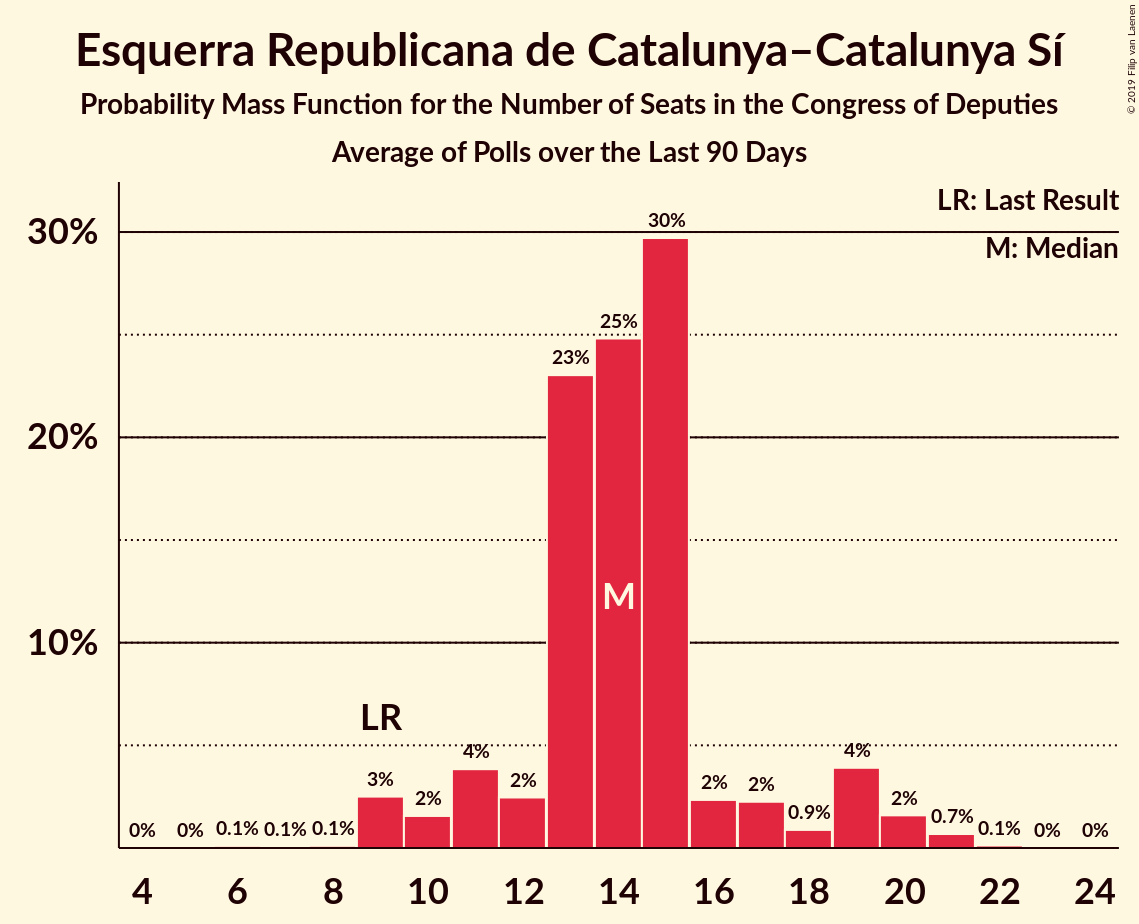 Esquerra Republicana de Catalunya–Catalunya Sí
Probability Mass Function for the Number of Seats in the Congress of Deputies
Average of Polls over the Last 90 Days
© 2019 Filip van Laenen
LR: Last Result
M: Median
30%
20%
10%
0% 0% 0.1% 0.1% 0.1% 3% 2% 4% 2% 23% 25% 30% 2% 2% 0.9% 4% 2% 0.7% 0.1% 0% 0%
LR
M
4 6 8 10 12 14 16 18 20 22 24